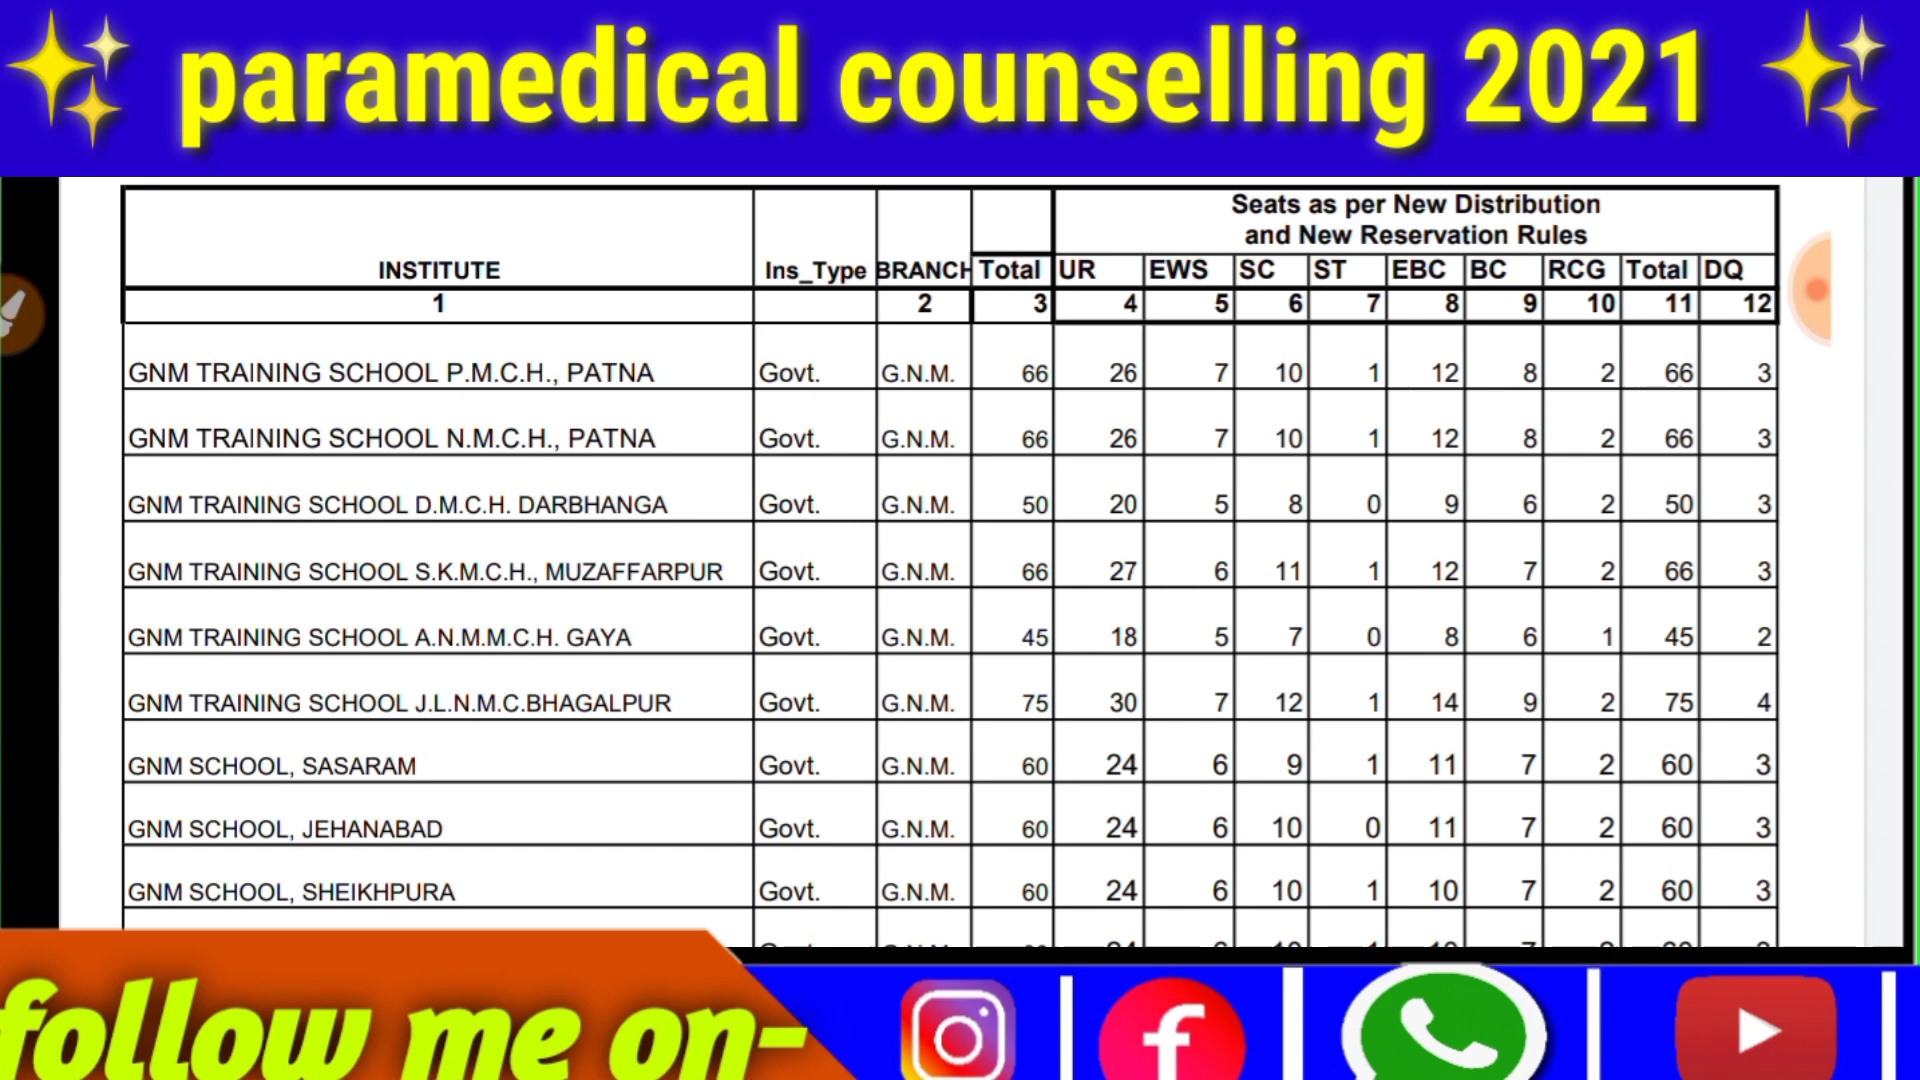 paramedical counselling 2021
Seats as per New Distribution
and New Reservation Rules
INSTITUTE Ins_Type BRANCH Total UR EWS SC ST EBC BC RCG Total DQ
1 2 3 4 5 6 7 8 9 10 11 12
GNM TRAINING SCHOOL P.M.C.H., PATNA Govt. G.N.M. 66 26 7 10 1 12 8 2 66 3
GNM TRAINING SCHOOL N.M.C.H., PATNA Govt. G.N.M. 66 26 7 10 1 12 8 2 66 3
GNM TRAINING SCHOOL D.M.C.H. DARBHANGA Govt. G.N.M. 50 20 5 8 0 9 6 2 50 3
GNM TRAINING SCHOOL S.K.M.C.H., MUZAFFARPUR Govt. G.N.M. 66 27 6 11 1 12 7 2 66 3
GNM TRAINING SCHOOL A.N.M.M.C.H. GAYA Govt. G.N.M. 45 18 5 7 0 8 6 1 45 2
GNM TRAINING SCHOOL J.L.N.M.C.BHAGALPUR Govt. G.N.M. 75 30 7 12 1 14 9 2 75 4
GNM SCHOOL, SASARAM Govt. G.N.M. 60 24 6 9 1 11 7 2 60 3
GNM SCHOOL, JEHANABAD Govt. G.N.M. 60 24 6 10 0 11 7 2 60 3
GNM SCHOOL, SHEIKHPURA Govt. G.N.M. 60 24 6 10 1 10 7 2 60 3
follow me on-